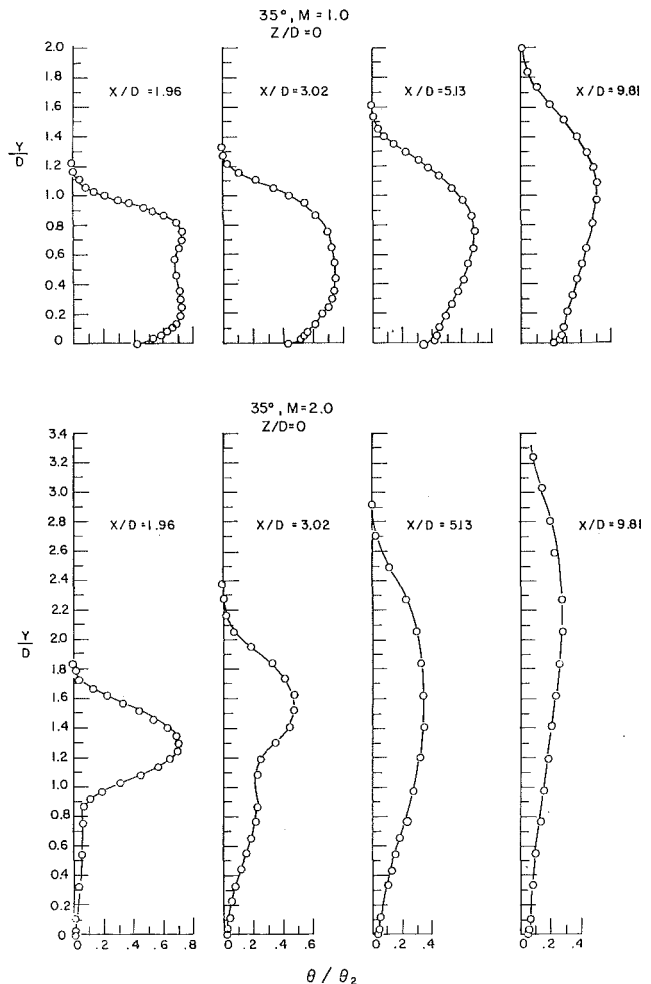 35°, M = 1.0
Z/D=0
2.0
1.8
1.6
1.4
1.2
1.0
0.8
0.6
0.4
0.2
0
Y
D
X/D = 1.96
X/D = 3.02
X/D = 5.13
X/D = 9.81
35°, M=2.0
Z/D=0
3.4
3.2
3.0
2.8
2.6
2.4
2.2
2.0
1.8
1.6
1.4
1.2
1.0
0.8
0.6
0.4
0.2
0
Y
D
X/D =1.96
X/D = 3.02
X/D = 5.13
X/D = 9.81
0 .2 .4 .6 .8
0 .2 .4 .6
0 .2 .4
0 .2 .4
θ / θ2